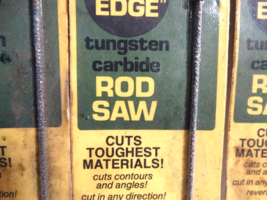 EDGE"
tungsten
carbide
ROD
SAW
CUTS
TOUGHEST
MATERIALS!
cuts contours
and angles!
cut in any direction!